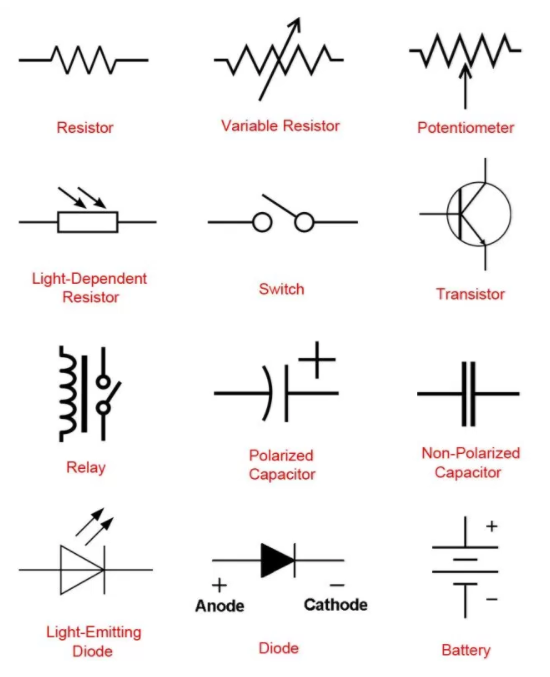 Resistor
Variable Resistor
Potentiometer
Light-Dependent
Resistor
Switch
Transistor
+
Relay
Polarized
Capacitor
Non-Polarized
Capacitor
+
–
+
–
Anode
Cathode
Light-Emitting
Diode
Diode
Battery